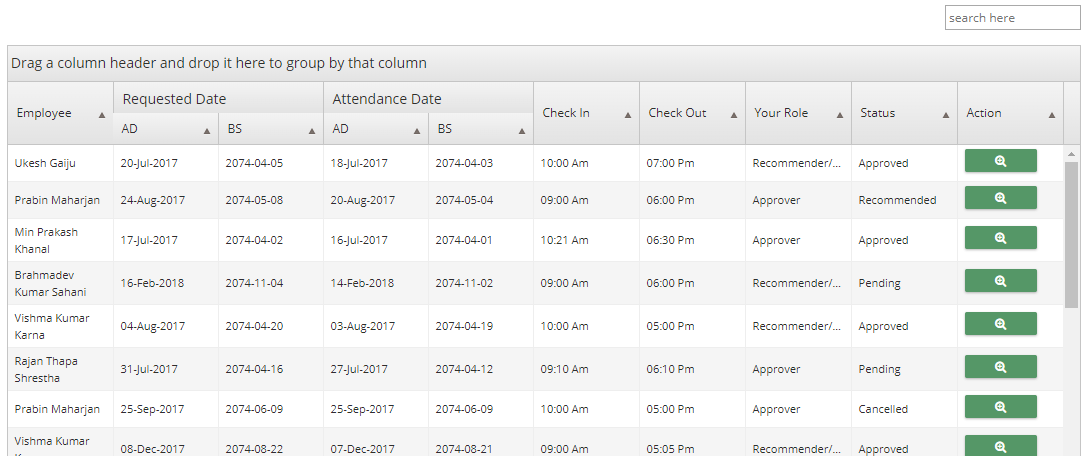 search here
Drag a column header and drop it here to group by that column
Employee Requested Date Attendance Date Check In Check Out Your Role Status Action
AD BS AD BS
Ukesh Gaiju 20-Jul-2017 2074-04-05 18-Jul-2017 2074-04-03 10:00 Am 07:00 Pm Recommender/... Approved
Prabin Maharjan 24-Aug-2017 2074-05-08 20-Aug-2017 2074-05-04 09:00 Am 06:00 Pm Approver Recommended
Min Prakash
Khanal 17-Jul-2017 2074-04-02 16-Jul-2017 2074-04-01 10:21 Am 06:30 Pm Approver Approved
Brahmadev
Kumar Sahani 16-Feb-2018 2074-11-04 14-Feb-2018 2074-11-02 09:00 Am 06:00 Pm Recommender/... Pending
Vishma Kumar
Karna 04-Aug-2017 2074-04-20 03-Aug-2017 2074-04-19 10:00 Am 05:00 Pm Recommender/... Approved
Rajan Thapa
Shrestha 31-Jul-2017 2074-04-16 27-Jul-2017 2074-04-12 09:10 Am 06:10 Pm Approver Pending
Prabin Maharjan 25-Sep-2017 2074-06-09 25-Sep-2017 2074-06-09 10:00 Am 05:00 Pm Approver Cancelled
Vishma Kumar
08-Dec-2017 2074-08-22 07-Dec-2017 2074-08-21 09:00 Am 05:05 Pm Recommender/... Approved